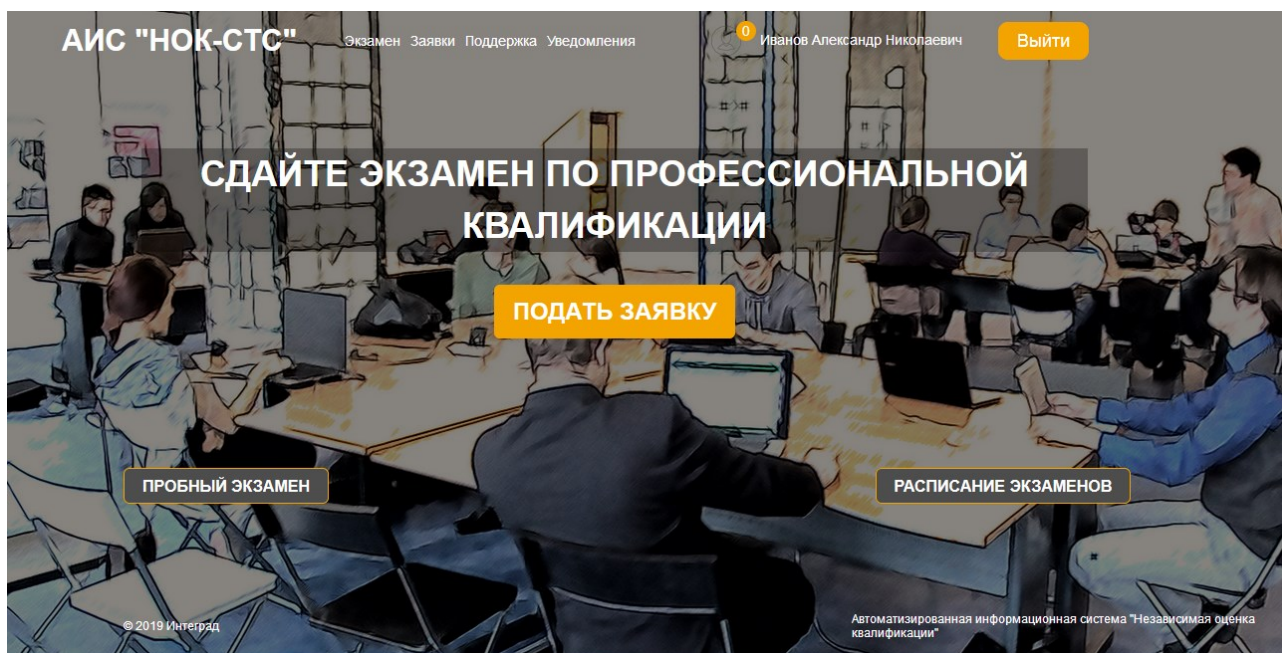 АИС "НОК-СТС"
Экзамен Заявки Поддержка Уведомления
0
Иванов Александр Николаевич
Выйти
СДАЙТЕ ЭКЗАМЕН ПО ПРОФЕССИОНАЛЬНОЙ
КВАЛИФИКАЦИИ
ПОДАТЬ ЗАЯВКУ
ПРОБНЫЙ ЭКЗАМЕН
РАСПИСАНИЕ ЭКЗАМЕНОВ
© 2019 Интеград
Автоматизированная информационная система "Независимая оценка
квалификации"